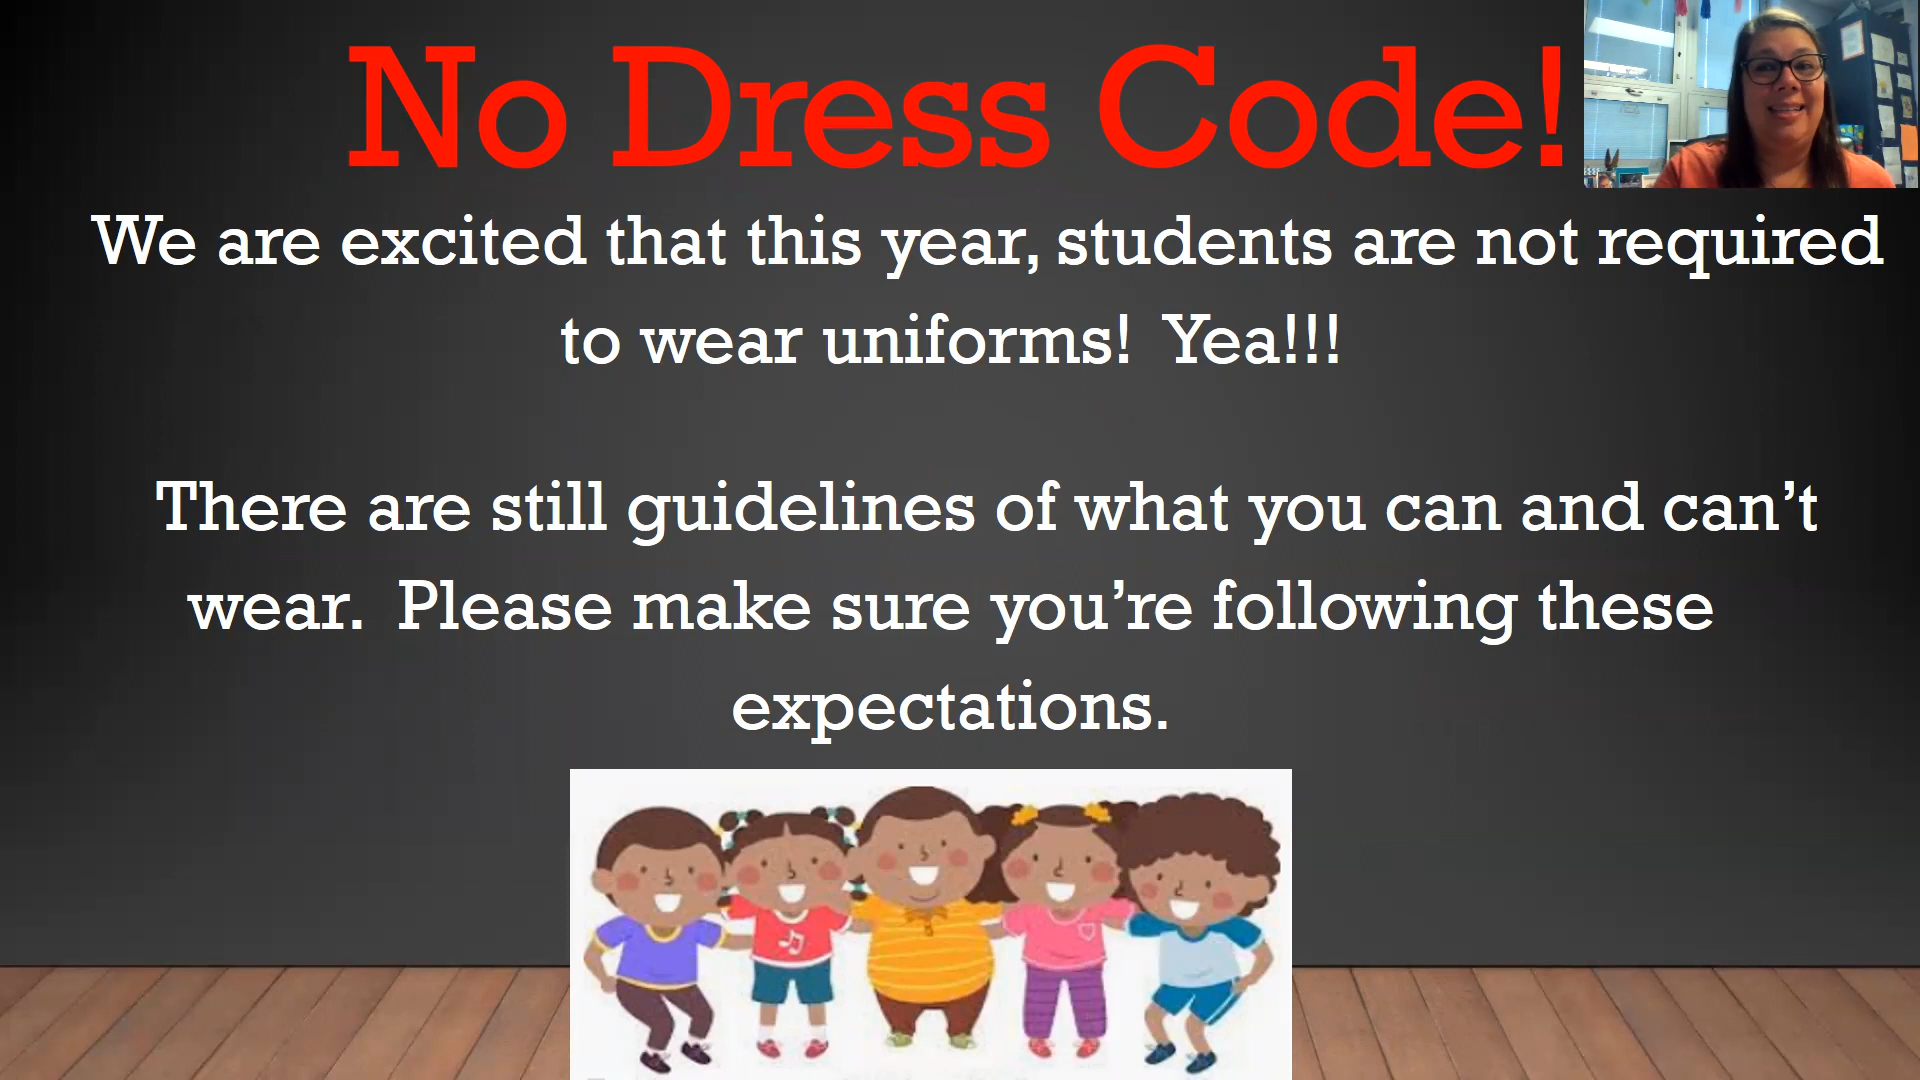 No Dress Code!
We are excited that this year, students are not required
to wear uniforms!  Yea!!!
There are still guidelines of what you can and can’t
wear.  Please make sure you’re following these
expectations.